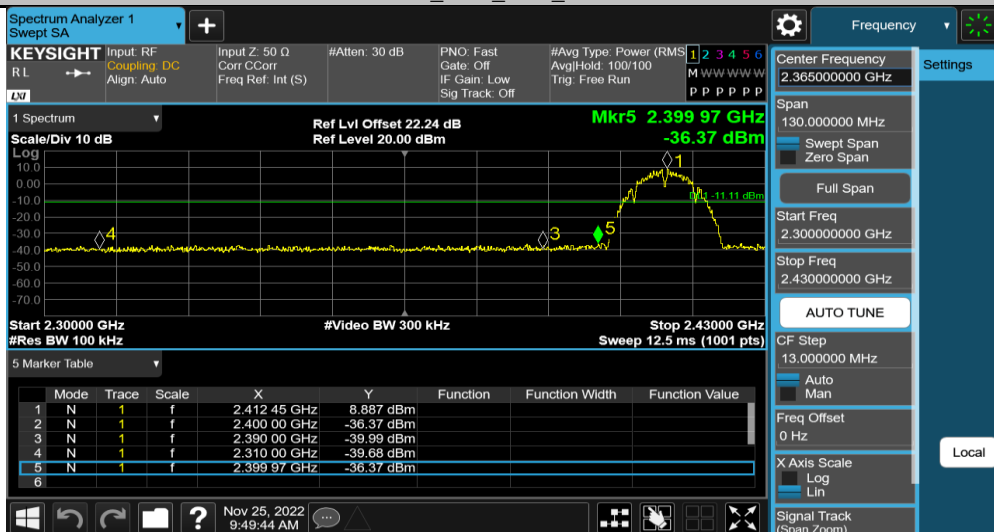 Spectrum Analyzer 1
Swept SA
Frequency
KEYSIGHT
RL
LXI
Input: RF
Coupling: DC
Align: Auto
Input Z: 50 Ω
Corr CCorr
Freq Ref: Int (S)
#Atten: 30 dB
PNO: Fast
Gate: Off
IF Gain: Low
Sig Track: Off
#Avg Type: Power (RMS
Avg|Hold: 100/100
Trig: Free Run
1 2 3 4 5 6
M W W W W W
P P P P P P
Center Frequency
2.365000000 GHz
Settings
1 Spectrum
Scale/Div 10 dB
Ref Lvl Offset 22.24 dB
Ref Level 20.00 dBm
Mkr5 2.399 97 GHz
-36.37 dBm
Log
10.0
0.00
-10.0
-20.0
-30.0
-40.0
-50.0
-60.0
-70.0
1
DL1 -11.11 dBm
4
3
5
Start 2.30000 GHz
#Res BW 100 kHz
#Video BW 300 kHz
Stop 2.43000 GHz
Sweep 12.5 ms (1001 pts)
Span
130.000000 MHz
Swept Span
Zero Span
Full Span
Start Freq
2.300000000 GHz
Stop Freq
2.430000000 GHz
AUTO TUNE
CF Step
13.000000 MHz
Auto
Man
Freq Offset
0 Hz
X Axis Scale
Log
Lin
Signal Track
(Span Zoom)
Local
5 Marker Table
Mode Trace Scale X Y Function Function Width Function Value
1 N 1 f 2.412 45 GHz 8.887 dBm
2 N 1 f 2.400 00 GHz -36.37 dBm
3 N 1 f 2.390 00 GHz -39.99 dBm
4 N 1 f 2.310 00 GHz -39.68 dBm
5 N 1 f 2.399 97 GHz -36.37 dBm
6
Nov 25, 2022
9:49:44 AM